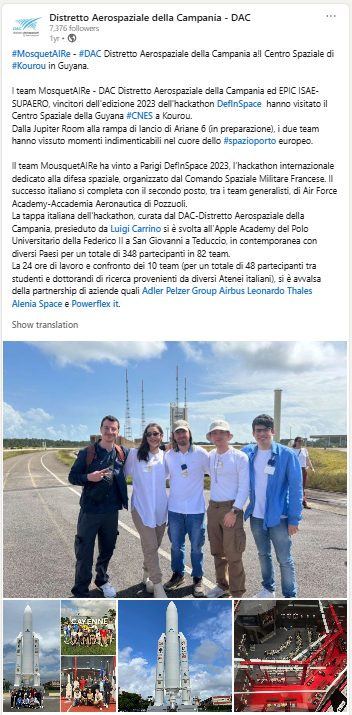 Distretto Aerospaziale della Campania - DAC
7,376 followers
1yr •
#MosquetAIRe - #DAC Distretto Aerospaziale della Campania a!l Centro Spaziale di
#Kourou in Guyana.
I team MosquetAIRe - DAC Distretto Aerospaziale della Campania ed EPIC ISAE-
SUPAERO, vincitori dell'edizione 2023 dell'hackathon DefInSpace hanno visitato il
Centro Spaziale della Guyana #CNES a Kourou.
Dalla Jupiter Room alla rampa di lancio di Ariane 6 (in preparazione), i due team
hanno vissuto momenti indimenticabili nel cuore dello #spazioporto europeo.
Il team MousquetAIRe ha vinto a Parigi DefInSpace 2023, l'hackathon internazionale
dedicato alla difesa spaziale, organizzato dal Comando Spaziale Militare Francese. Il
successo italiano si completa con il secondo posto, tra i team generalisti, di Air Force
Academy-Accademia Aeronautica di Pozzuoli.
La tappa italiana dell'hackathon, curata dal DAC-Distretto Aerospaziale della
Campania, presieduto da Luigi Carrino si è svolta all'Apple Academy del Polo
Universitario della Federico II a San Giovanni a Teduccio, in contemporanea con
diversi Paesi per un totale di 348 partecipanti in 82 team.
La 24 ore di lavoro e confronto dei 10 team (per un totale di 48 partecipanti tra
studenti e dottorandi di ricerca provenienti da diversi Atenei italiani), si è avvalsa
della partnership di aziende quali Adler Pelzer Group Airbus Leonardo Thales
Alenia Space e Powerflex it.
Show translation
CAYENNE